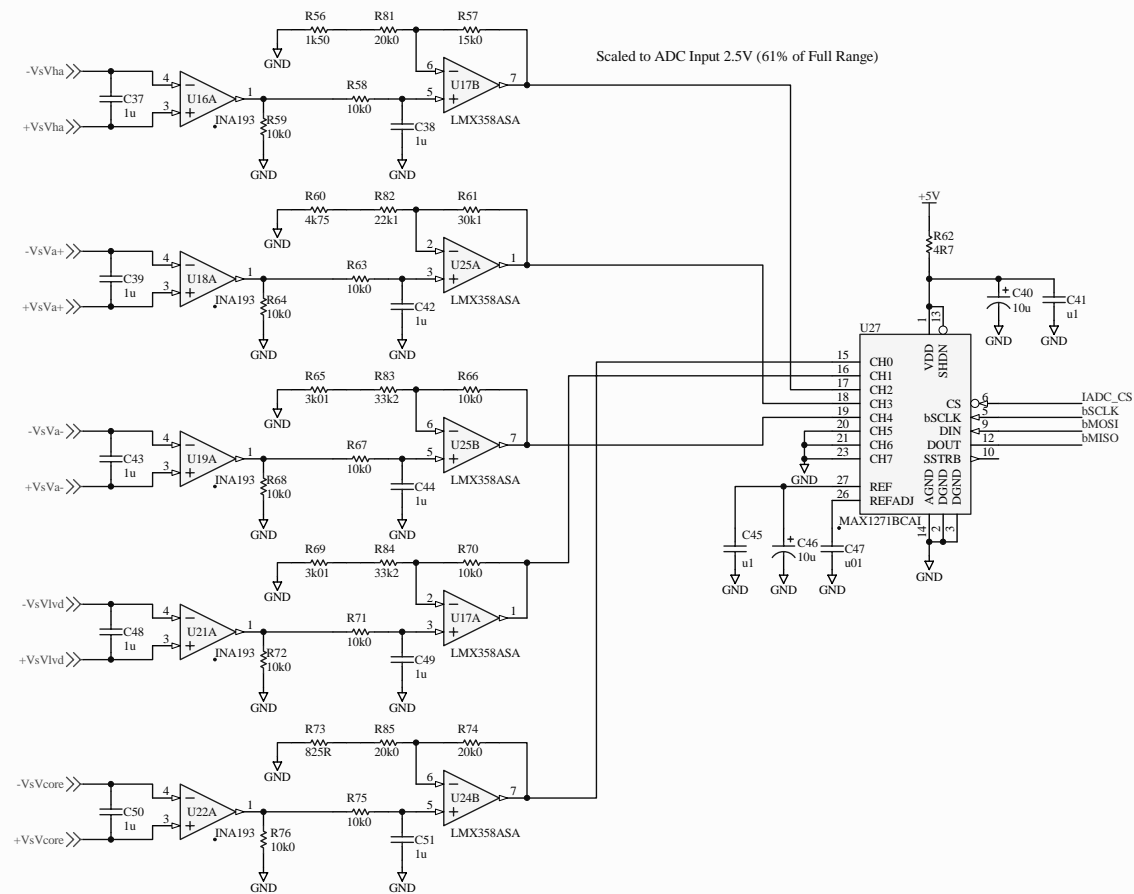 R56 R81 R57
1k50 20k0 15k0
Scaled to ADC Input 2.5V (61% of Full Range)
GND
-VsVha
+VsVha
C37
1u
4
3
U16A
1
INA193
R59
10k0
GND
R58
10k0
C38
1u
GND
6
5
U17B
7
LMX358ASA
R60 R82 R61
4k75 22k1 30k1
GND
-VsVa+
+VsVa+
C39
1u
4
3
U18A
1
INA193
R64
10k0
GND
R63
10k0
C42
1u
GND
2
3
U25A
1
LMX358ASA
R65 R83 R66
3k01 33k2 10k0
GND
-VsVa-
+VsVa-
C43
1u
4
3
U19A
1
INA193
R68
10k0
GND
R67
10k0
C44
1u
GND
6
5
U25B
7
LMX358ASA
R69 R84 R70
3k01 33k2 10k0
GND
-VsVlvd
+VsVlvd
C48
1u
4
3
U21A
1
INA193
R72
10k0
GND
R71
10k0
C49
1u
GND
2
3
U17A
1
LMX358ASA
R73 R85 R74
825R 20k0 20k0
GND
-VsVcore
+VsVcore
C50
1u
4
3
U22A
1
INA193
R76
10k0
GND
R75
10k0
C51
1u
GND
6
5
U24B
7
LMX358ASA
+5V
R62
4R7
C40
10u
GND
C41
u1
GND
U27
1
13
VDD
SHDN
15 CH0
16 CH1
17 CH2
18 CH3
19 CH4
20 CH5
21 CH6
23 CH7
GND
27 REF
26 REFADJ
CS 6 IADC_CS
bSCLK 5 bSCLK
DIN 9 bMOSI
DOUT 12 bMISO
SSTRB 10
AGND
DGND
DGND
14
2
3
MAX1271BCAI
GND
C45
u1
GND
C46
10u
GND
C47
u01
GND